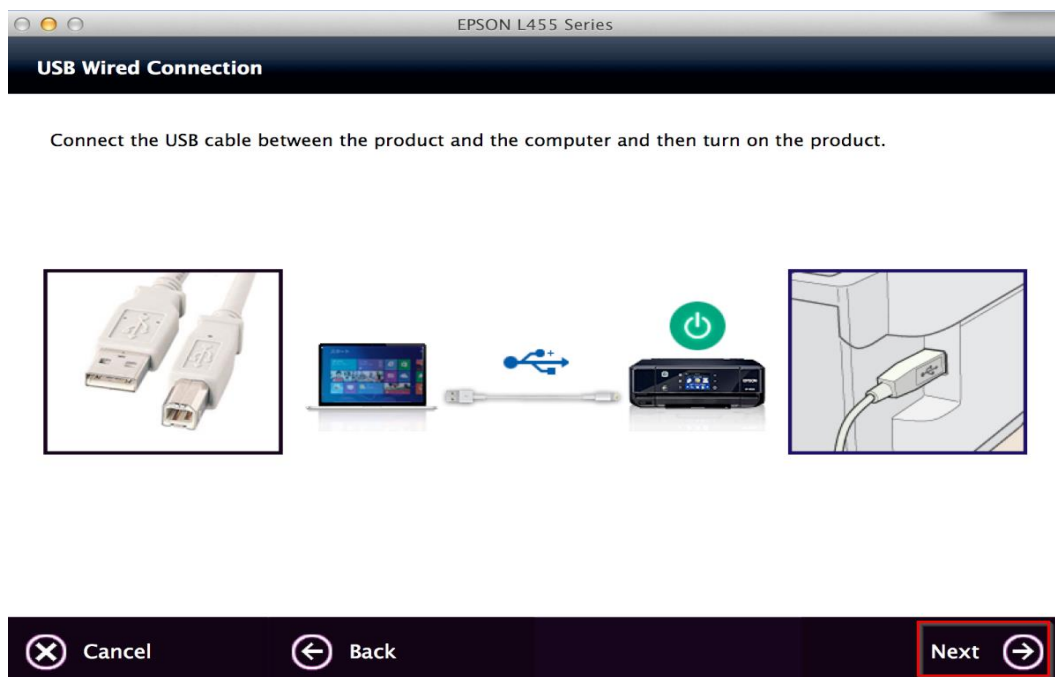 EPSON L455 Series
USB Wired Connection
Connect the USB cable between the product and the computer and then turn on the product.
EPSON
Cancel
Back
Next